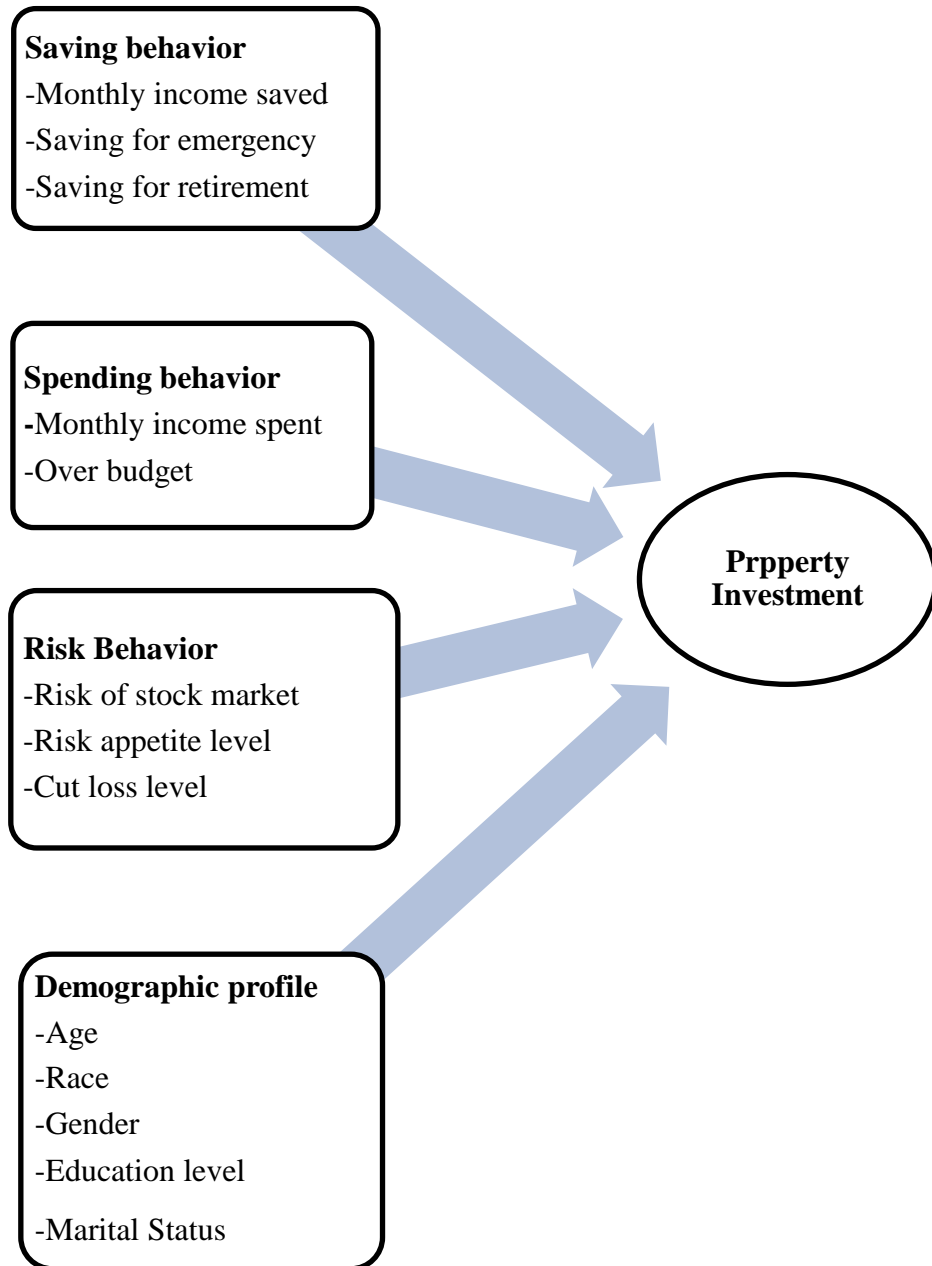 Saving behavior
-Monthly income saved
-Saving for emergency
-Saving for retirement
Spending behavior
-Monthly income spent
-Over budget
Prpperty
Investment
Risk Behavior
-Risk of stock market
-Risk appetite level
-Cut loss level
Demographic profile
-Age
-Race
-Gender
-Education level
-Marital Status